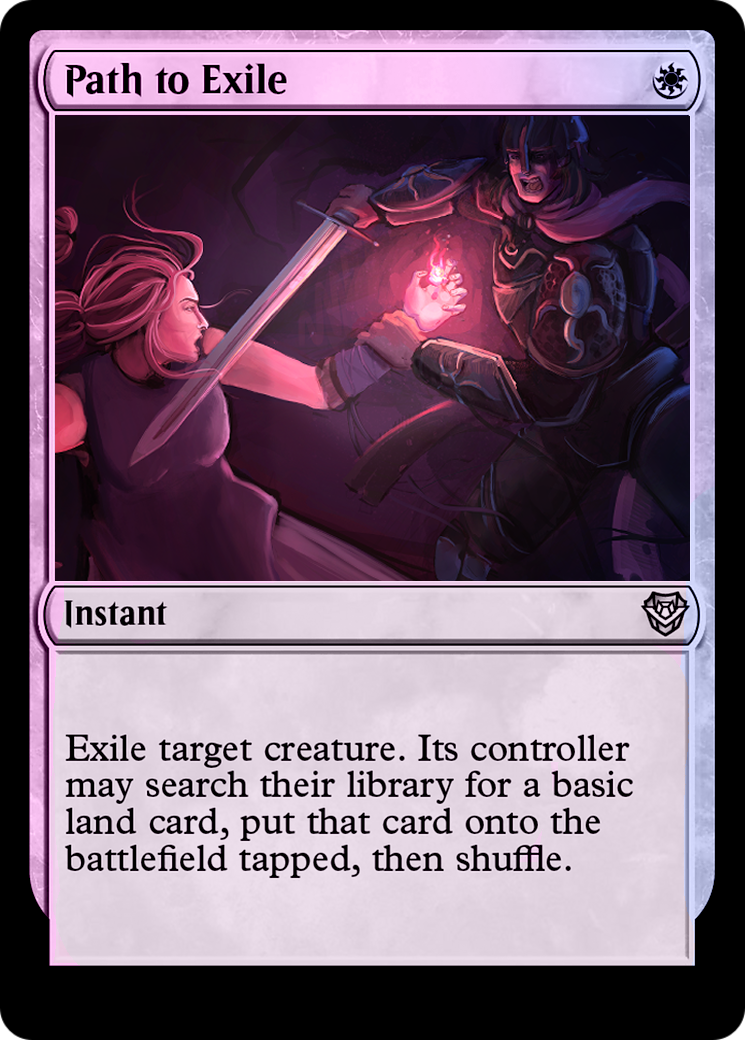 Path to Exile
Instant
Exile target creature. Its controller
may search their library for a basic
land card, put that card onto the
battlefield tapped, then shuffle.